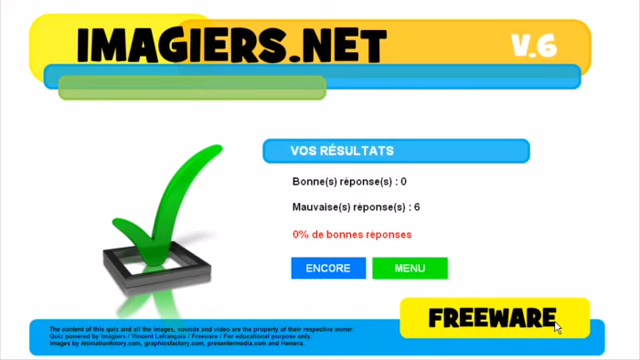 IMAGIERS.NET
V.6
VOS RÉSULTATS
Bonne(s) réponse(s) : 0
Mauvaise(s) réponse(s) : 6
0% de bonnes réponses
ENCORE
MENU
FREEWARE
The content of this quiz and all the images, sounds and video are the property of their respective owner.
Quiz powered by Imagiers / Vincent Lefrançois / Freeware / For educational purpose only.
Images by Animationfctory.com, graphicsfactory.com, presentermedia.com and Hemera.